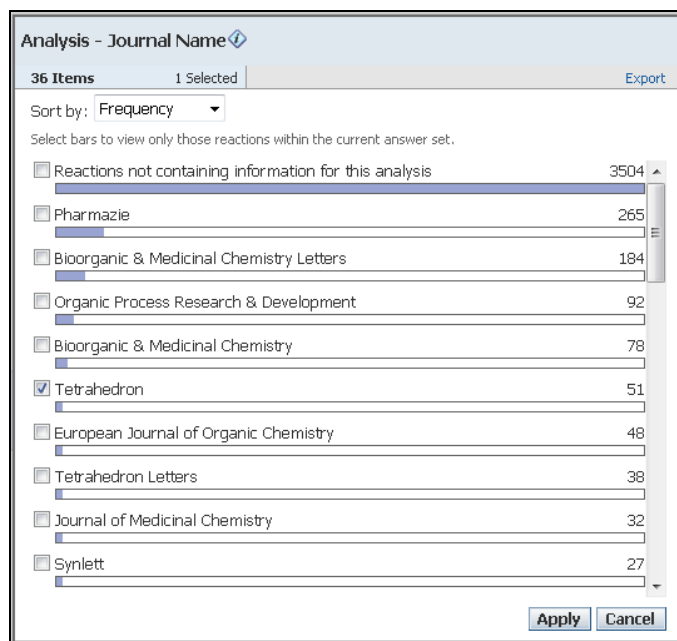 Analysis - Journal Name
36 Items 1 Selected Export
Sort by: Frequency
Select bars to view only those reactions within the current answer set.
Reactions not containing information for this analysis 3504
Pharmazie 265
Bioorganic & Medicinal Chemistry Letters 184
Organic Process Research & Development 92
Bioorganic & Medicinal Chemistry 78
Tetrahedron 51
European Journal of Organic Chemistry 48
Tetrahedron Letters 38
Journal of Medicinal Chemistry 32
Synlett 27
Apply Cancel